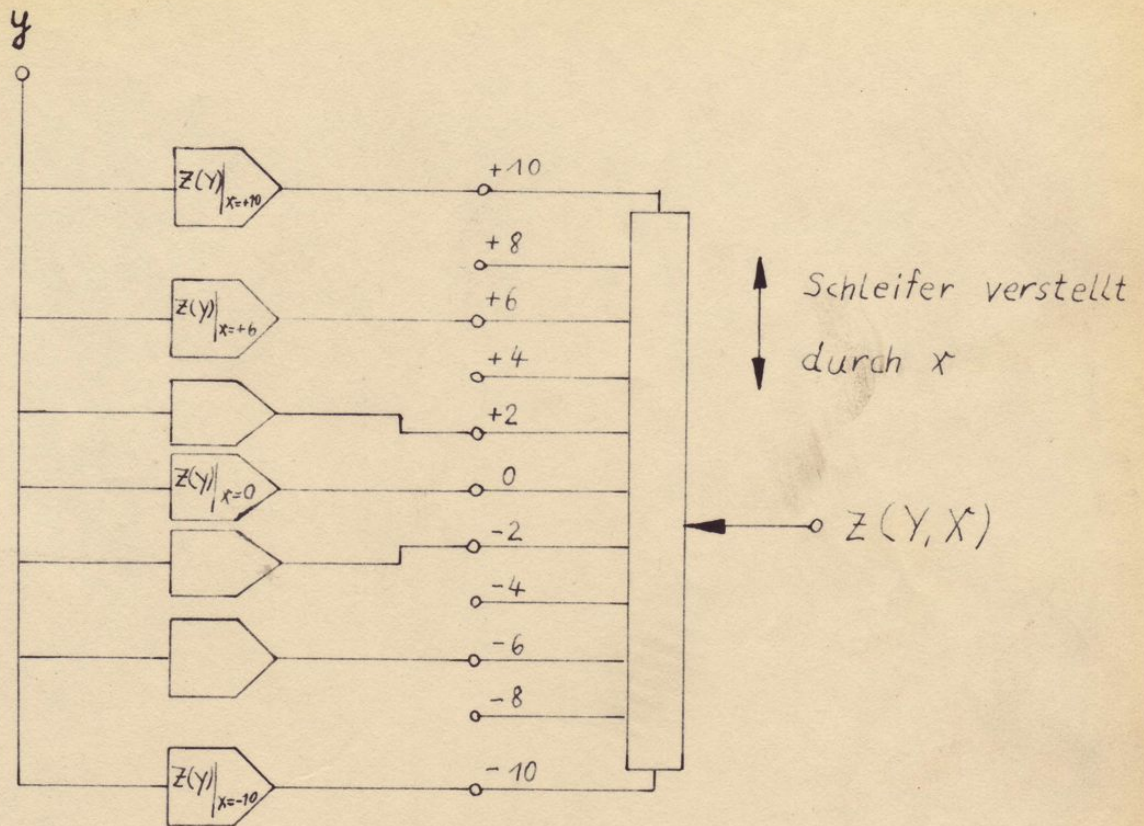 y
Z(Y)|x=+10
+10
+8
Z(Y)|x=+6
+6
Schleifer verstellt
+4
durch x
+2
Z(Y)|x=0
0
-2
Z(Y,X)
-4
-6
-8
Z(Y)|x=-10
-10